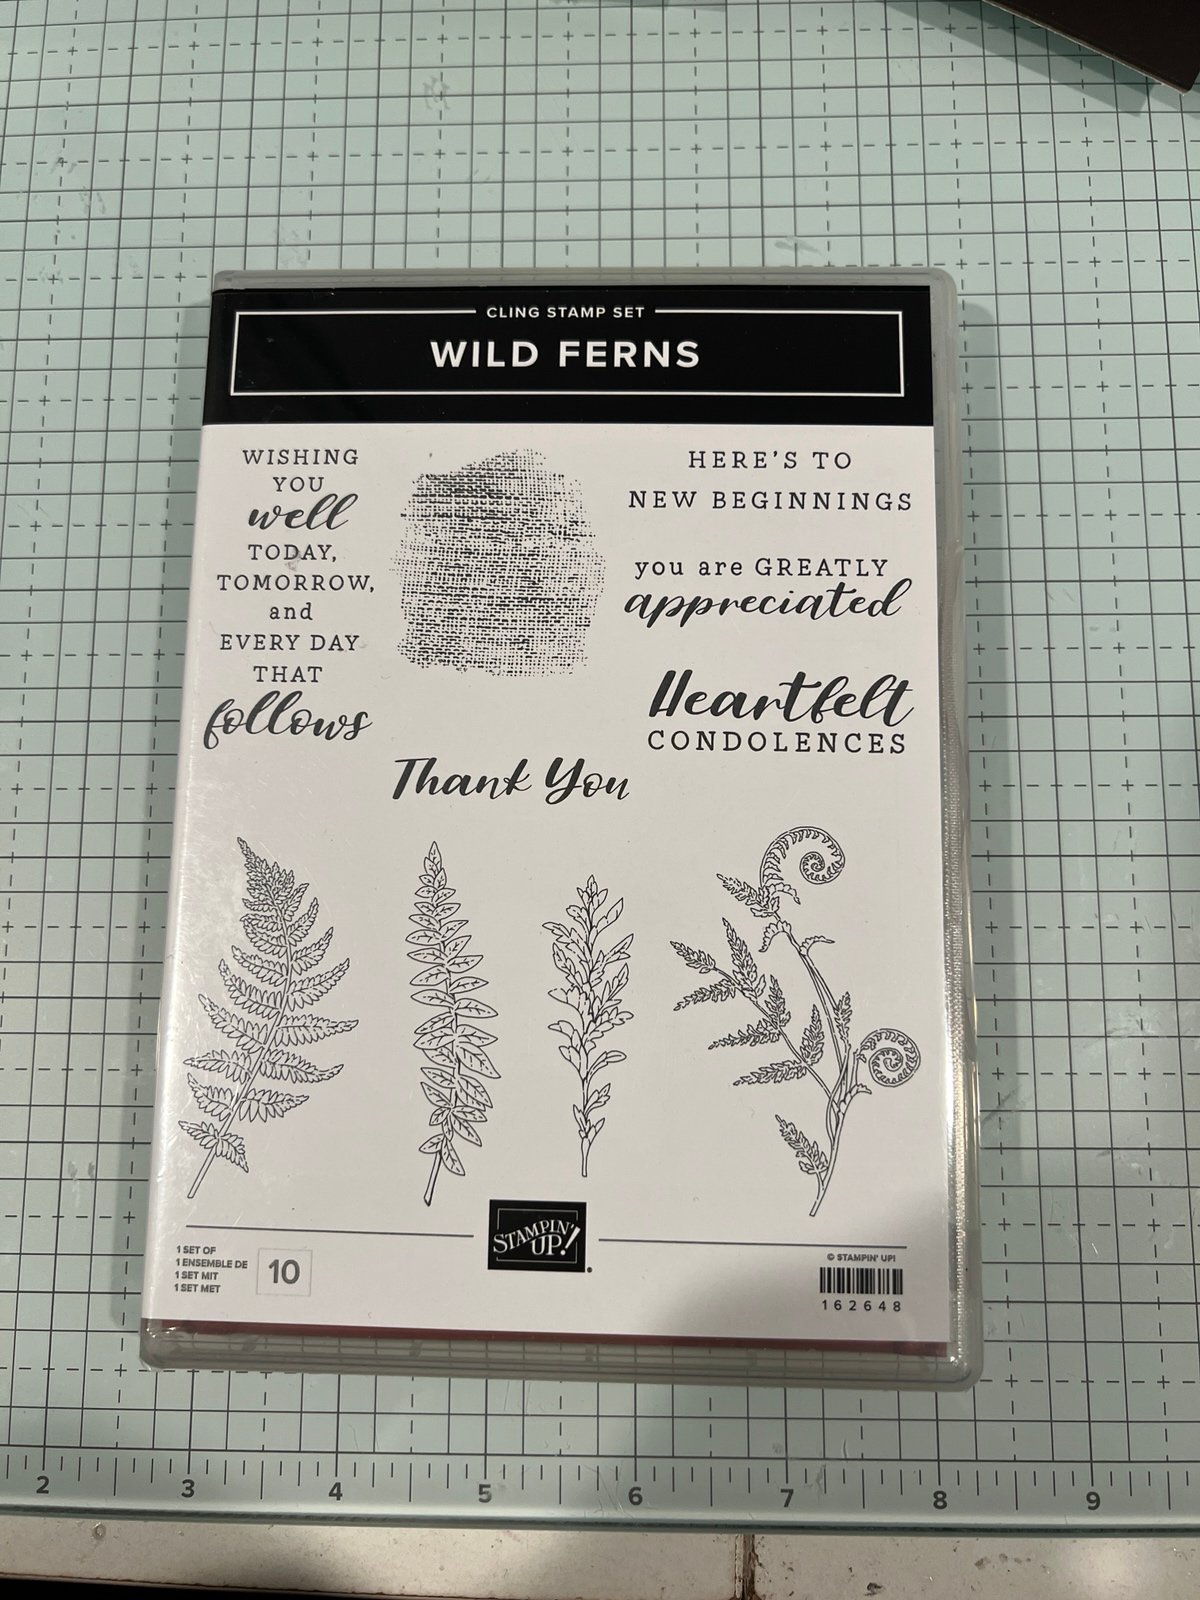 CLING STAMP SET
WILD FERNS
WISHING
YOU
well
TODAY,
TOMORROW,
and
EVERY DAY
THAT
follows
HERE'S TO
NEW BEGINNINGS
you are GREATLY
appreciated
Heartfelt
CONDOLENCES
Thank You
STAMPIN'
UP!
1 SET OF
1 ENSEMBLE DE
1 SET MIT
1 SET MET
10
© STAMPIN' UP!
162648
2 3 4 5 6 7 8 9